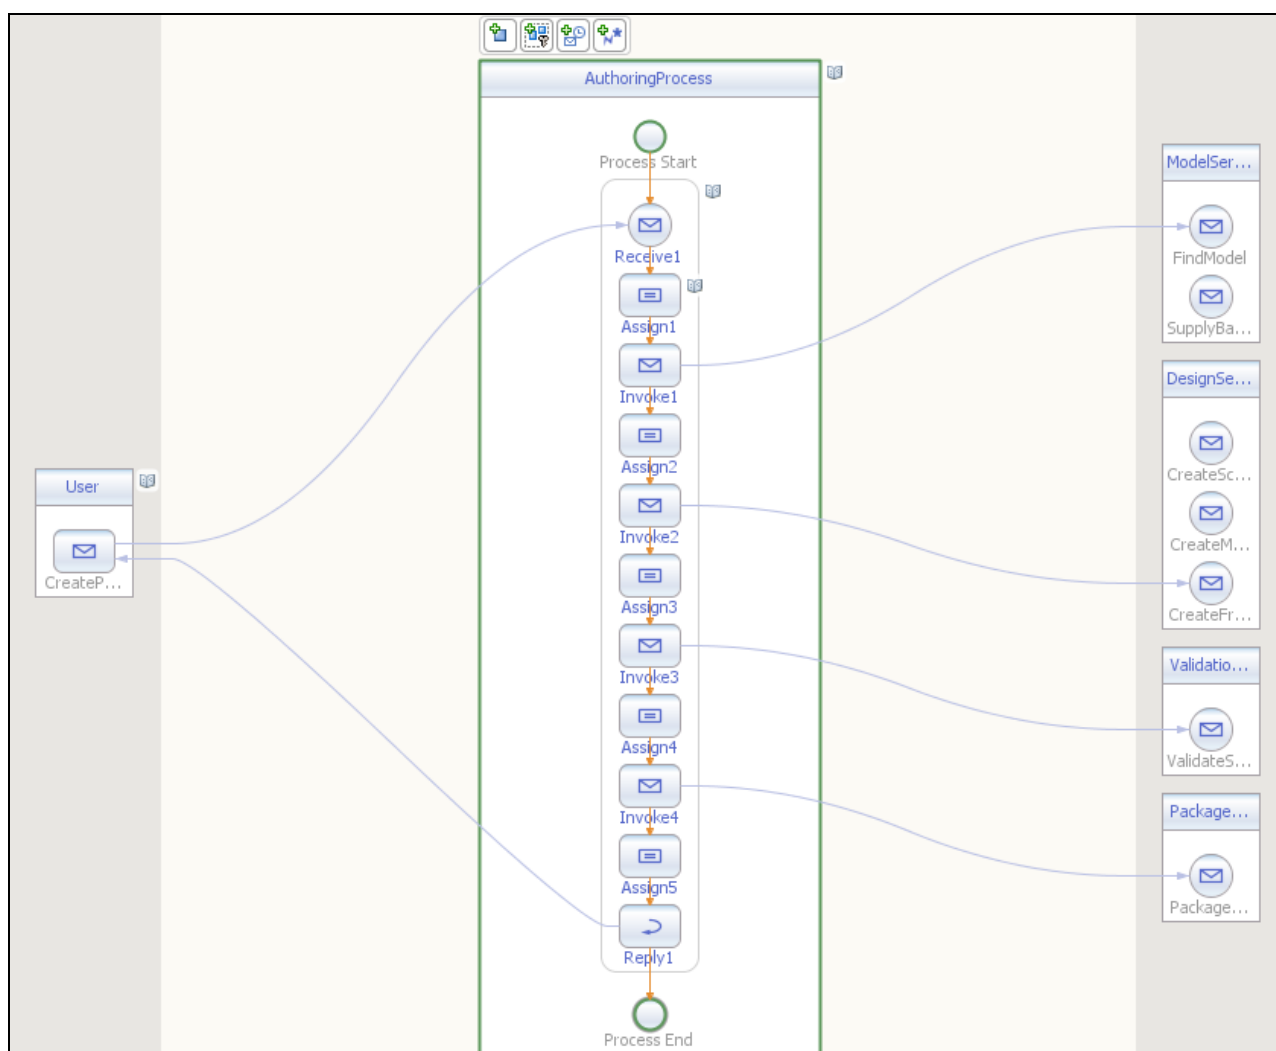 AuthoringProcess
Process Start
Receive1
Assign1
Invoke1
Assign2
Invoke2
Assign3
Invoke3
Assign4
Invoke4
Assign5
Reply1
Process End
User
CreateP...
ModelSer...
FindModel
SupplyBa...
DesignSe...
CreateSc...
CreateM...
CreateFr...
Validatio...
ValidateS...
Package...
Package...